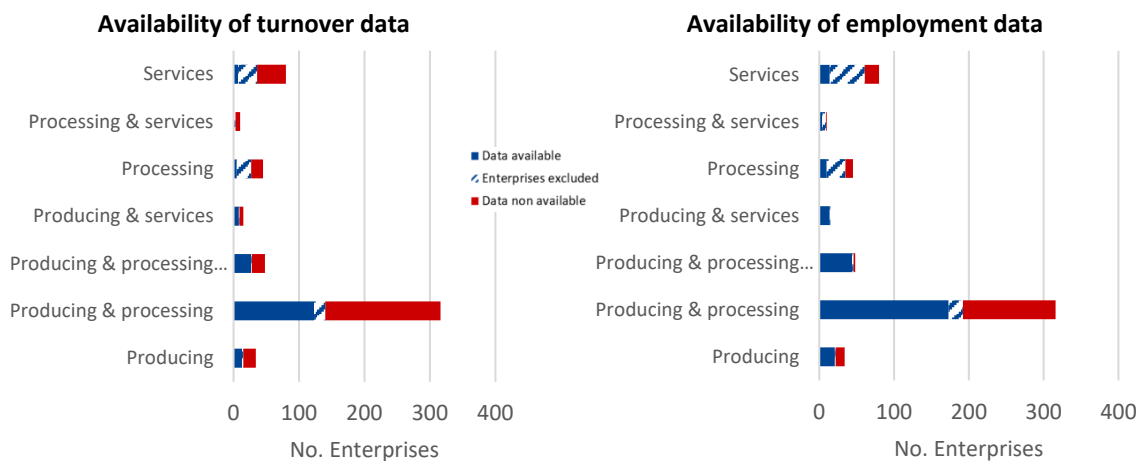 Availability of turnover data
Services
Processing & services
Processing
Producing & services
Producing & processing...
Producing & processing
Producing
0 100 200 300 400
No. Enterprises
Data available
Enterprises excluded
Data non available
Availability of employment data
Services
Processing & services
Processing
Producing & services
Producing & processing...
Producing & processing
Producing
0 100 200 300 400
No. Enterprises